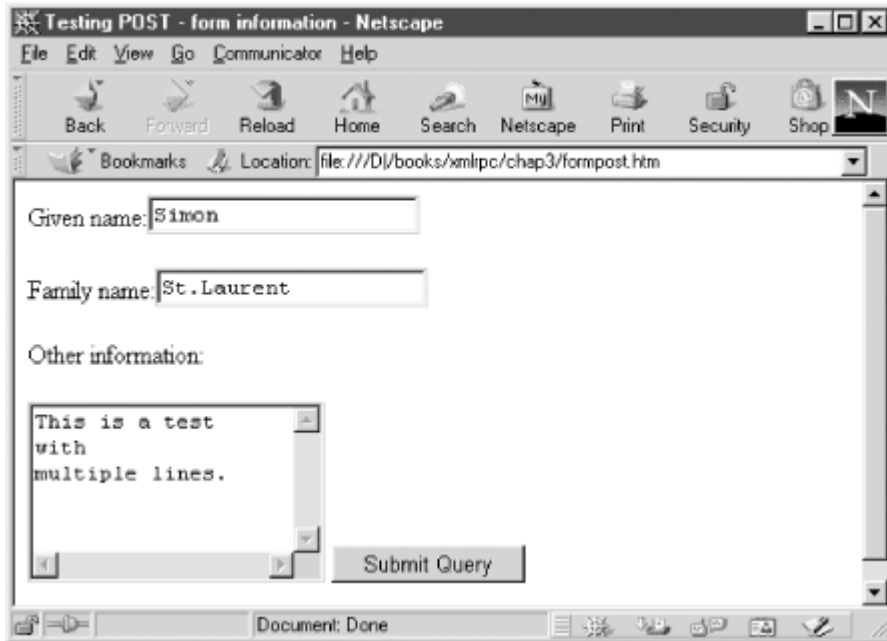 Testing POST - form information - Netscape
File Edit View Go Communicator Help
Back Forward Reload Home Search My Netscape Print Security Shop N
Bookmarks Location: file:///D|/books/xmlrpc/chap3/formpost.htm
Given name: Simon
Family name: St.Laurent
Other information:
This is a test
with
multiple lines.
Submit Query
Document: Done